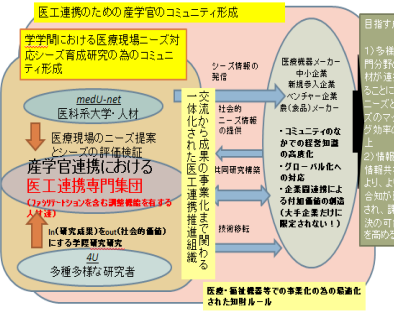 医工連携のための産学官のコミュニティ形成
学学間における医療現場ニーズ対
応シーズ育成研究の為のコミュニ
ティ形成
medU-net
医科系大学・人材
医療現場のニーズ提案
とシーズの評価検証
産学官連携における
医工連携専門集団
(ファシリテーションを含む調整機能を有する
人材達)
In(研究成果)をout(社会的価値)
にする学際研究研究
4U
多種多様な研究者
交流から成果の事業化まで関わる
一体化された医工連携推進組織
シーズ情報の
発信
社会的
ニーズ情報
の提供
共同研究構築
技術移転
医療機器メーカー
中小企業
新規参入企業
ベンチャー企業
農(食品)メーカー
・コミュニティのな
かでの経営知識
の高質化
・グローバル化へ
の対応
・企業間連携によ
る付加価値の創造
(大手企業だけに
限定されない！)
医療・福祉機器等での事業化の為の最適化
された知財ルール
目指す
1)多様
門分野の
材が連
ることに
ニーズと
ズのマッ
グ効率の
上
2)情報
情報共
より、よ
合知が
され、課
決の可
を高める